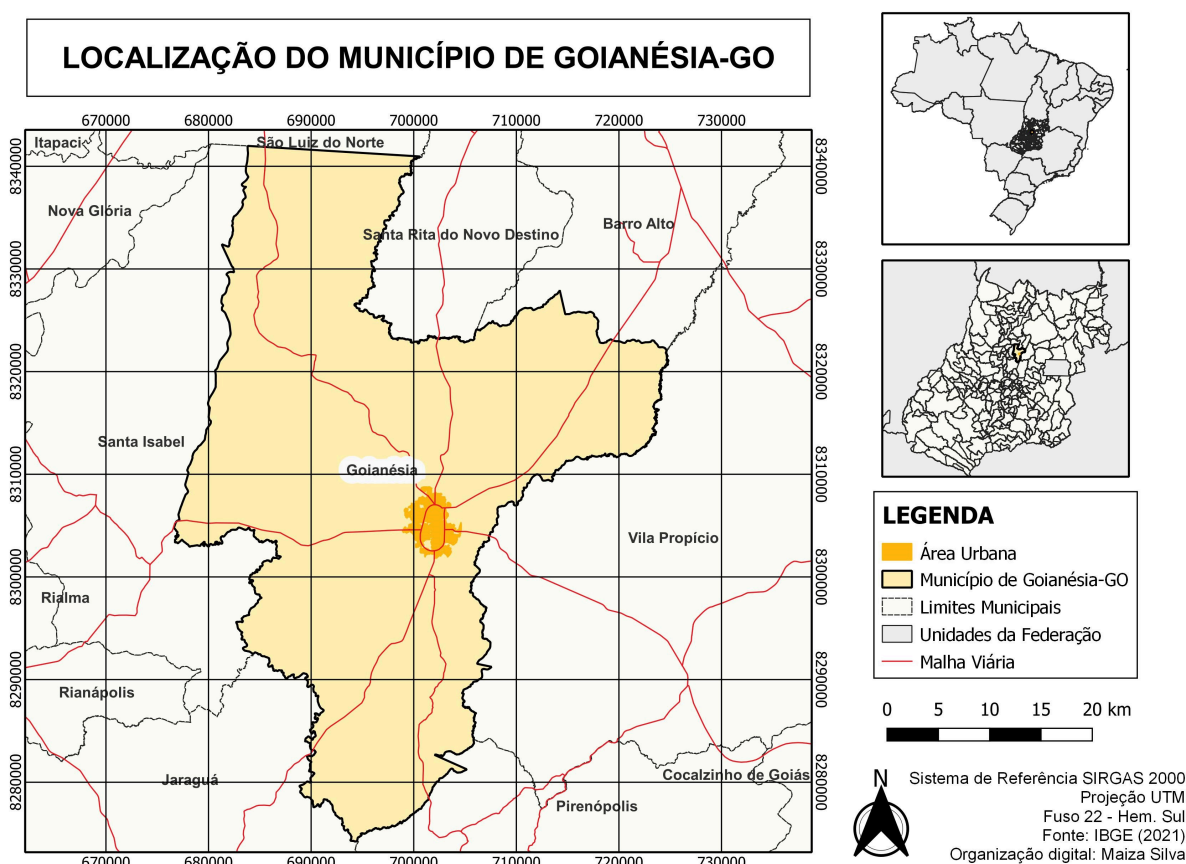 LOCALIZAÇÃO DO MUNICÍPIO DE GOIANÉSIA-GO
670000 680000 690000 700000 710000 720000 730000
8340000
8330000
8320000
8310000
8300000
8290000
8280000
Itapaci
São Luiz do Norte
Nova Glória
Santa Rita do Novo Destino
Barro Alto
Santa Isabel
Goianésia
Vila Propício
Rialma
Rianápolis
Jaraguá
Cocalzinho de Goiás
Pirenópolis
8340000
8330000
8320000
8310000
8300000
8290000
8280000
670000 680000 690000 700000 710000 720000 730000
LEGENDA
Área Urbana
Município de Goianésia-GO
Limites Municipais
Unidades da Federação
Malha Viária
0 5 10 15 20 km
N
Sistema de Referência SIRGAS 2000
Projeção UTM
Fuso 22 - Hem. Sul
Fonte: IBGE (2021)
Organização digital: Maiza Silva